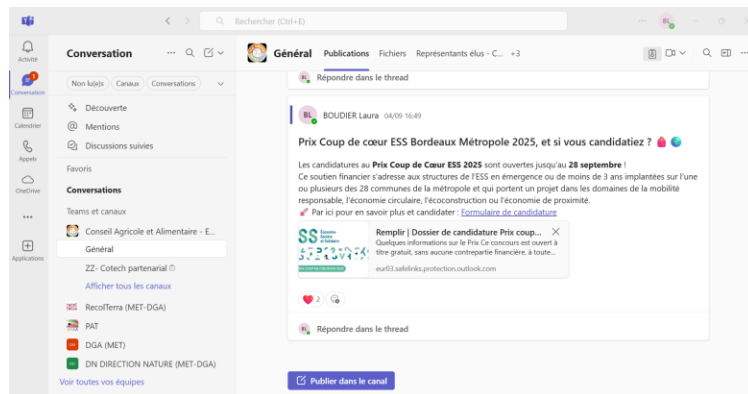 Rechercher (Ctrl+E)
BL
Activité
1
Conversation
Calendrier
Appels
OneDrive
Applications
Conversation
Non lu(e)s
Canaux
Conversations
Découverte
Mentions
Discussions suivies
Favoris
Conversations
Teams et canaux
Conseil Agricole et Alimentaire - E...
Général
ZZ- Cotech partenarial
Afficher tous les canaux
RecolTerra (MET-DGA)
PAT
DGA (MET)
DN DIRECTION NATURE (MET-DGA)
Voir toutes vos équipes
Général Publications Fichiers Représentants élus - C... +3
BL Répondre dans le thread
BL BOUDIER Laura 04/09 16:49
Prix Coup de cœur ESS Bordeaux Métropole 2025, et si vous candidatiez ?
Les candidatures au Prix Coup de Cœur ESS 2025 sont ouvertes jusqu'au 28 septembre !
Ce soutien financier s'adresse aux structures de l'ESS en émergence ou de moins de 3 ans implantées sur l'une
ou plusieurs des 28 communes de la métropole et qui portent un projet dans les domaines de la mobilité
responsable, l'économie circulaire, l'écoconstruction ou l'économie de proximité.
Par ici pour en savoir plus et candidater : Formulaire de candidature
Remplir | Dossier de candidature Prix coup...
Quelques informations sur le Prix Ce concours est ouvert à
titre gratuit, sans aucune contrepartie financière, à toute...
eur03.safelinks.protection.outlook.com
2
BL Répondre dans le thread
Publier dans le canal